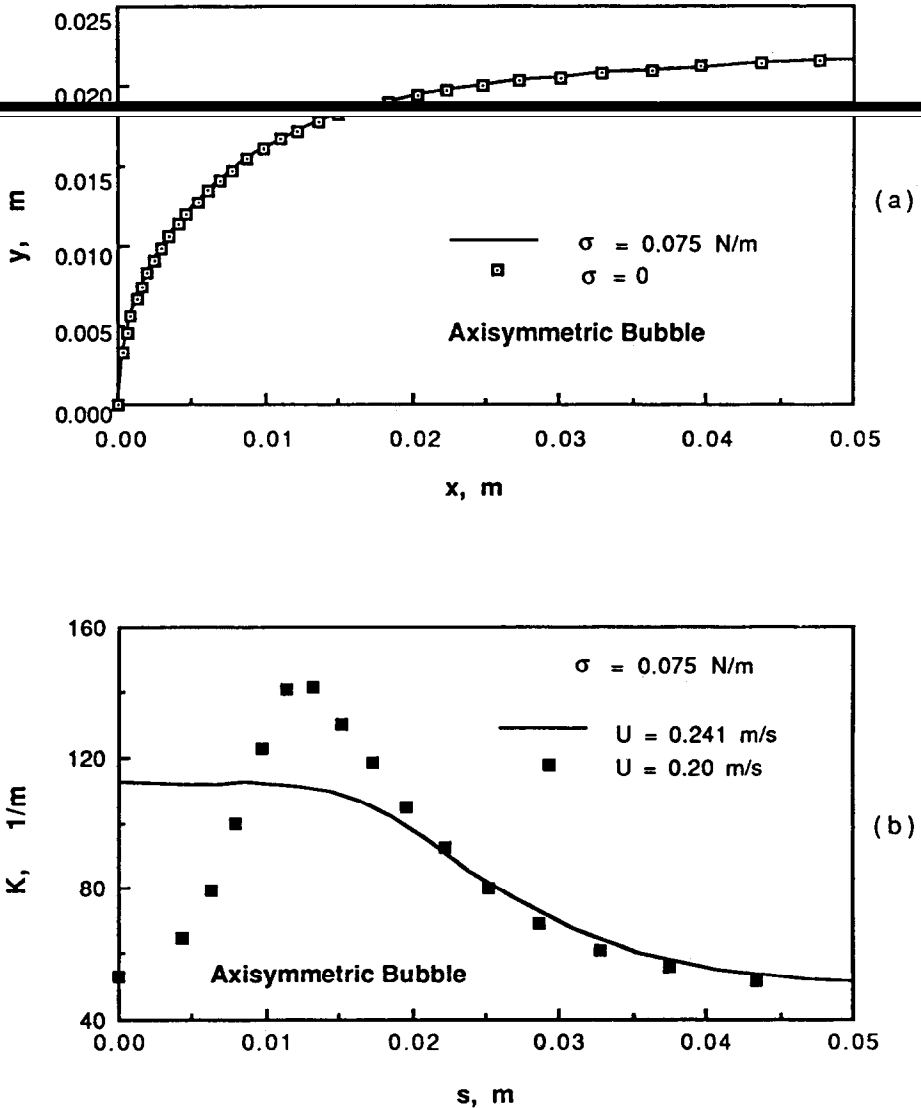 0.025
0.020
0.015
0.010
0.005
0.000
y, m
(a)
σ = 0.075 N/m
σ = 0
Axisymmetric Bubble
0.00 0.01 0.02 0.03 0.04 0.05
x, m
160
120
80
40
K, 1/m
(b)
σ = 0.075 N/m
U = 0.241 m/s
U = 0.20 m/s
Axisymmetric Bubble
0.00 0.01 0.02 0.03 0.04 0.05
s, m